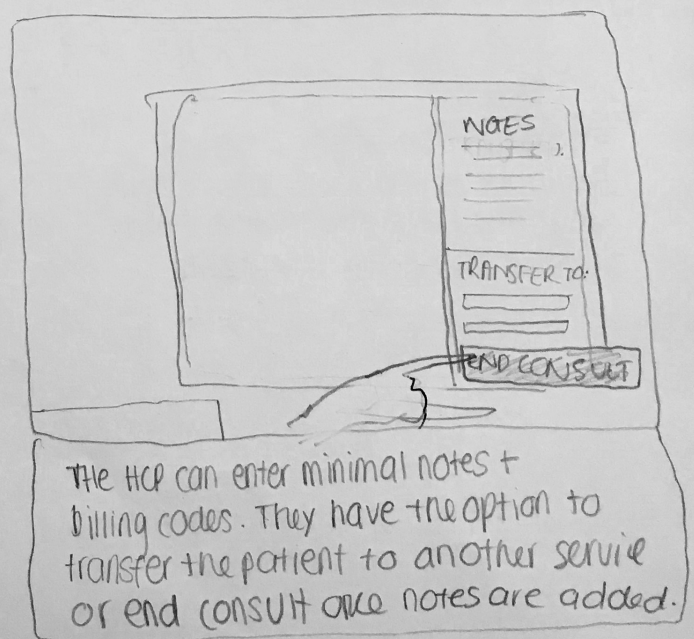 NOTES
TRANSFER TO:
END CONSULT
THE HCP can enter minimal notes +
billing codes. They have the option to
transfer the patient to another service
or end consult once notes are added.